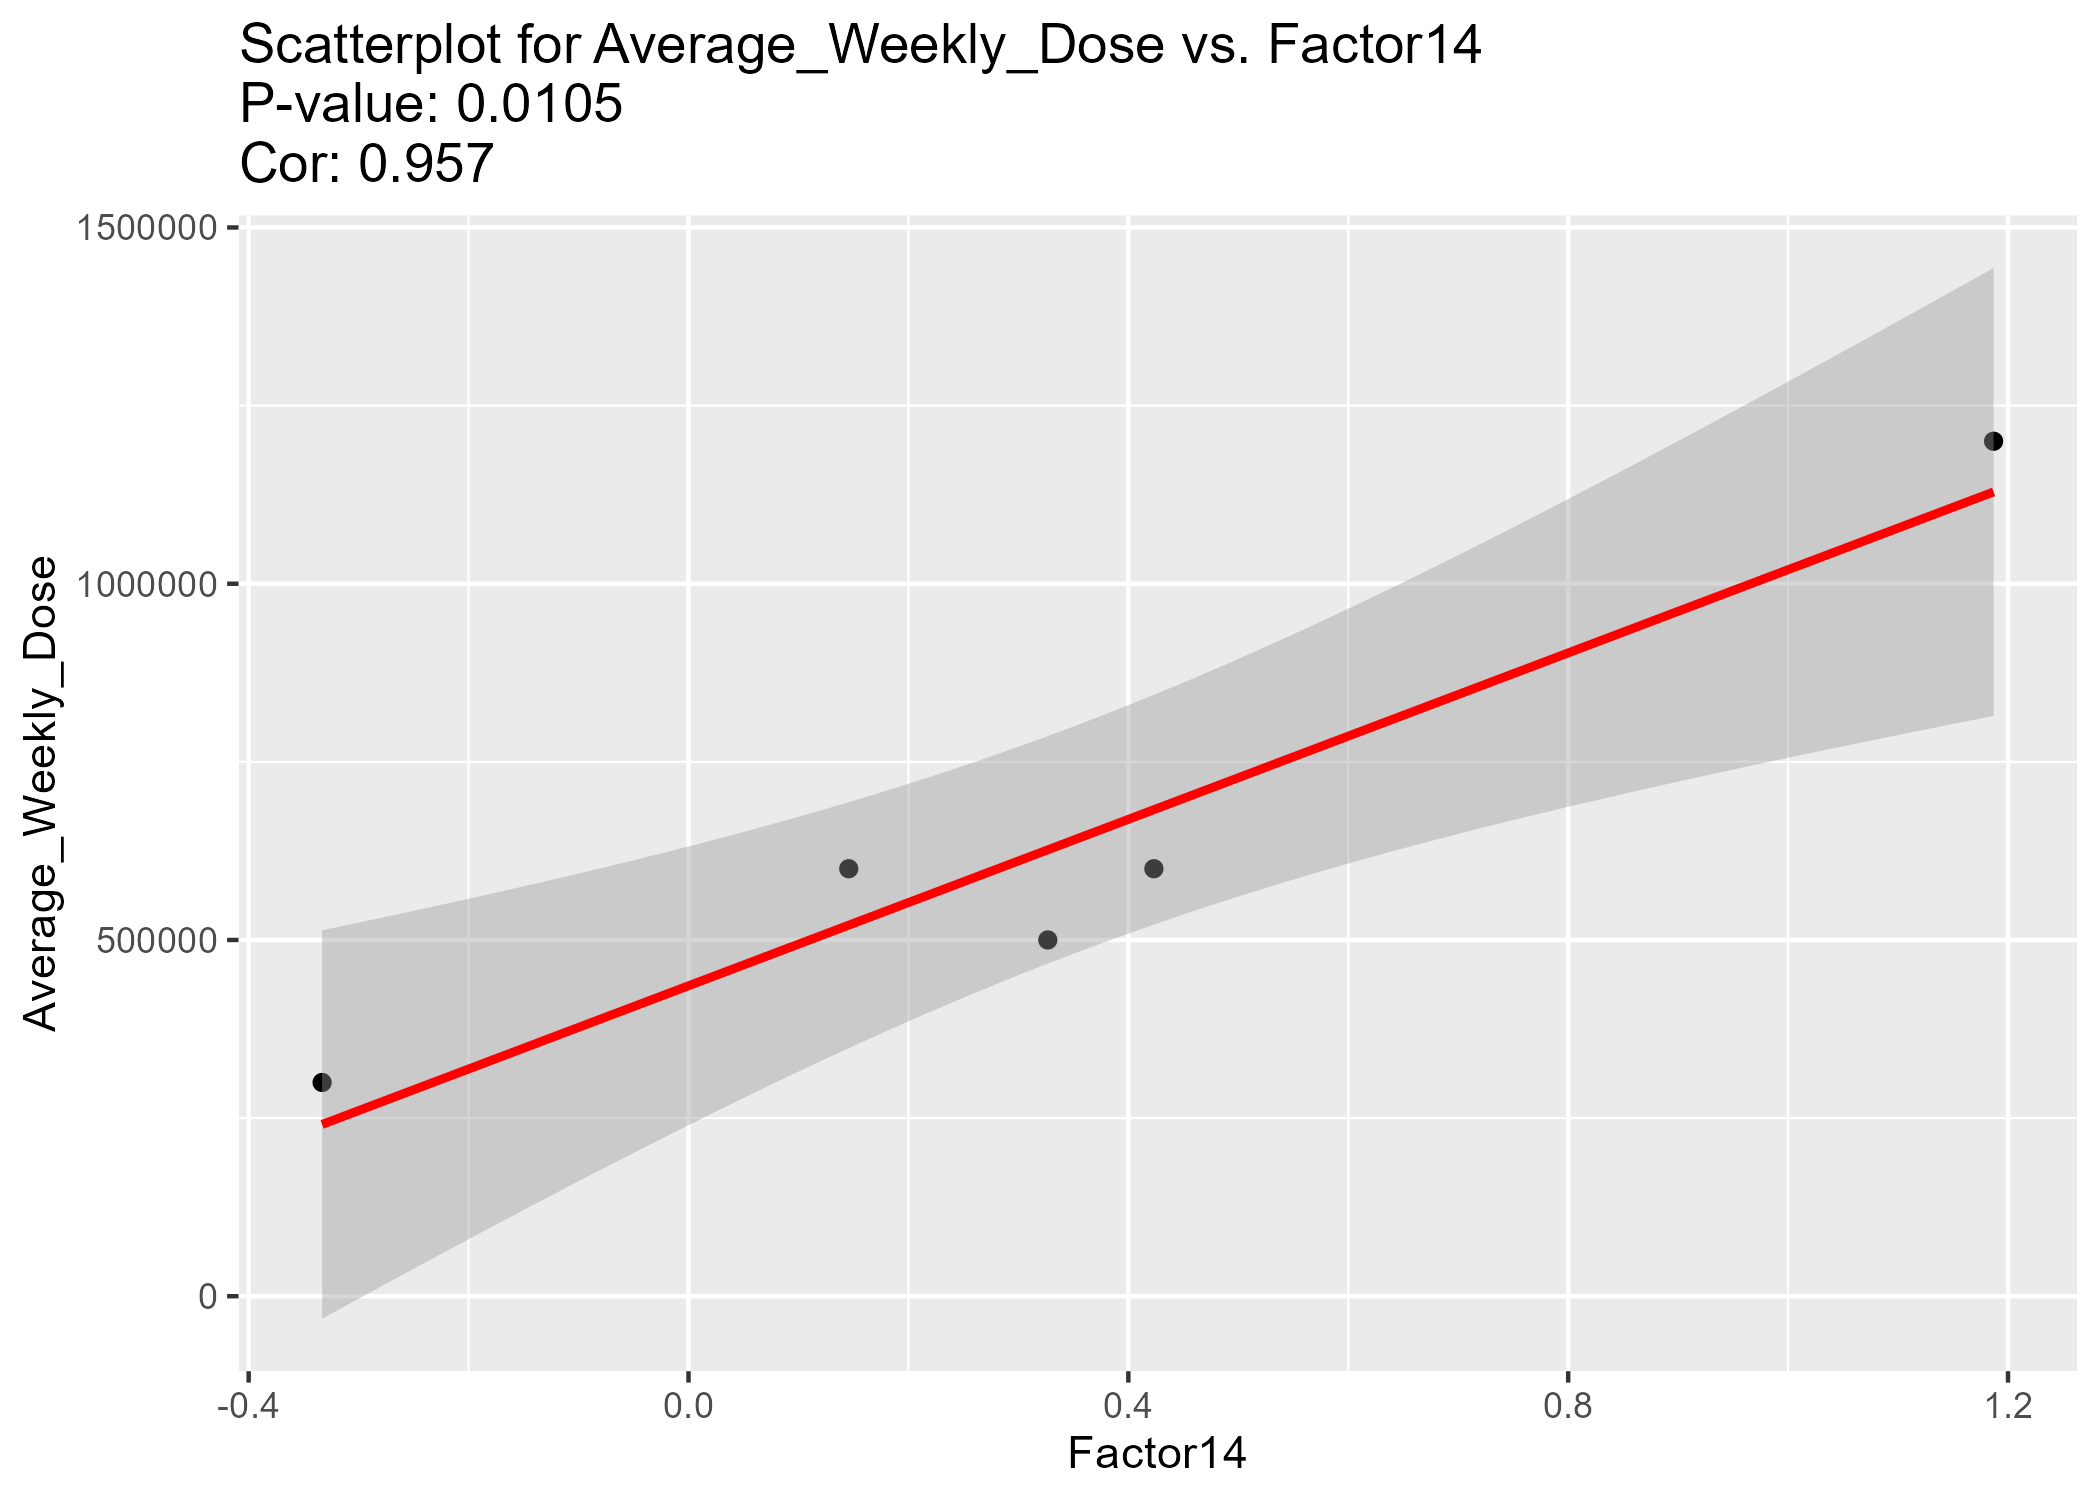 Scatterplot for Average_Weekly_Dose vs. Factor14
P-value: 0.0105
Cor: 0.957
Average_Weekly_Dose
1500000
1000000
500000
0
-0.4
0.0
0.4
0.8
1.2
Factor14